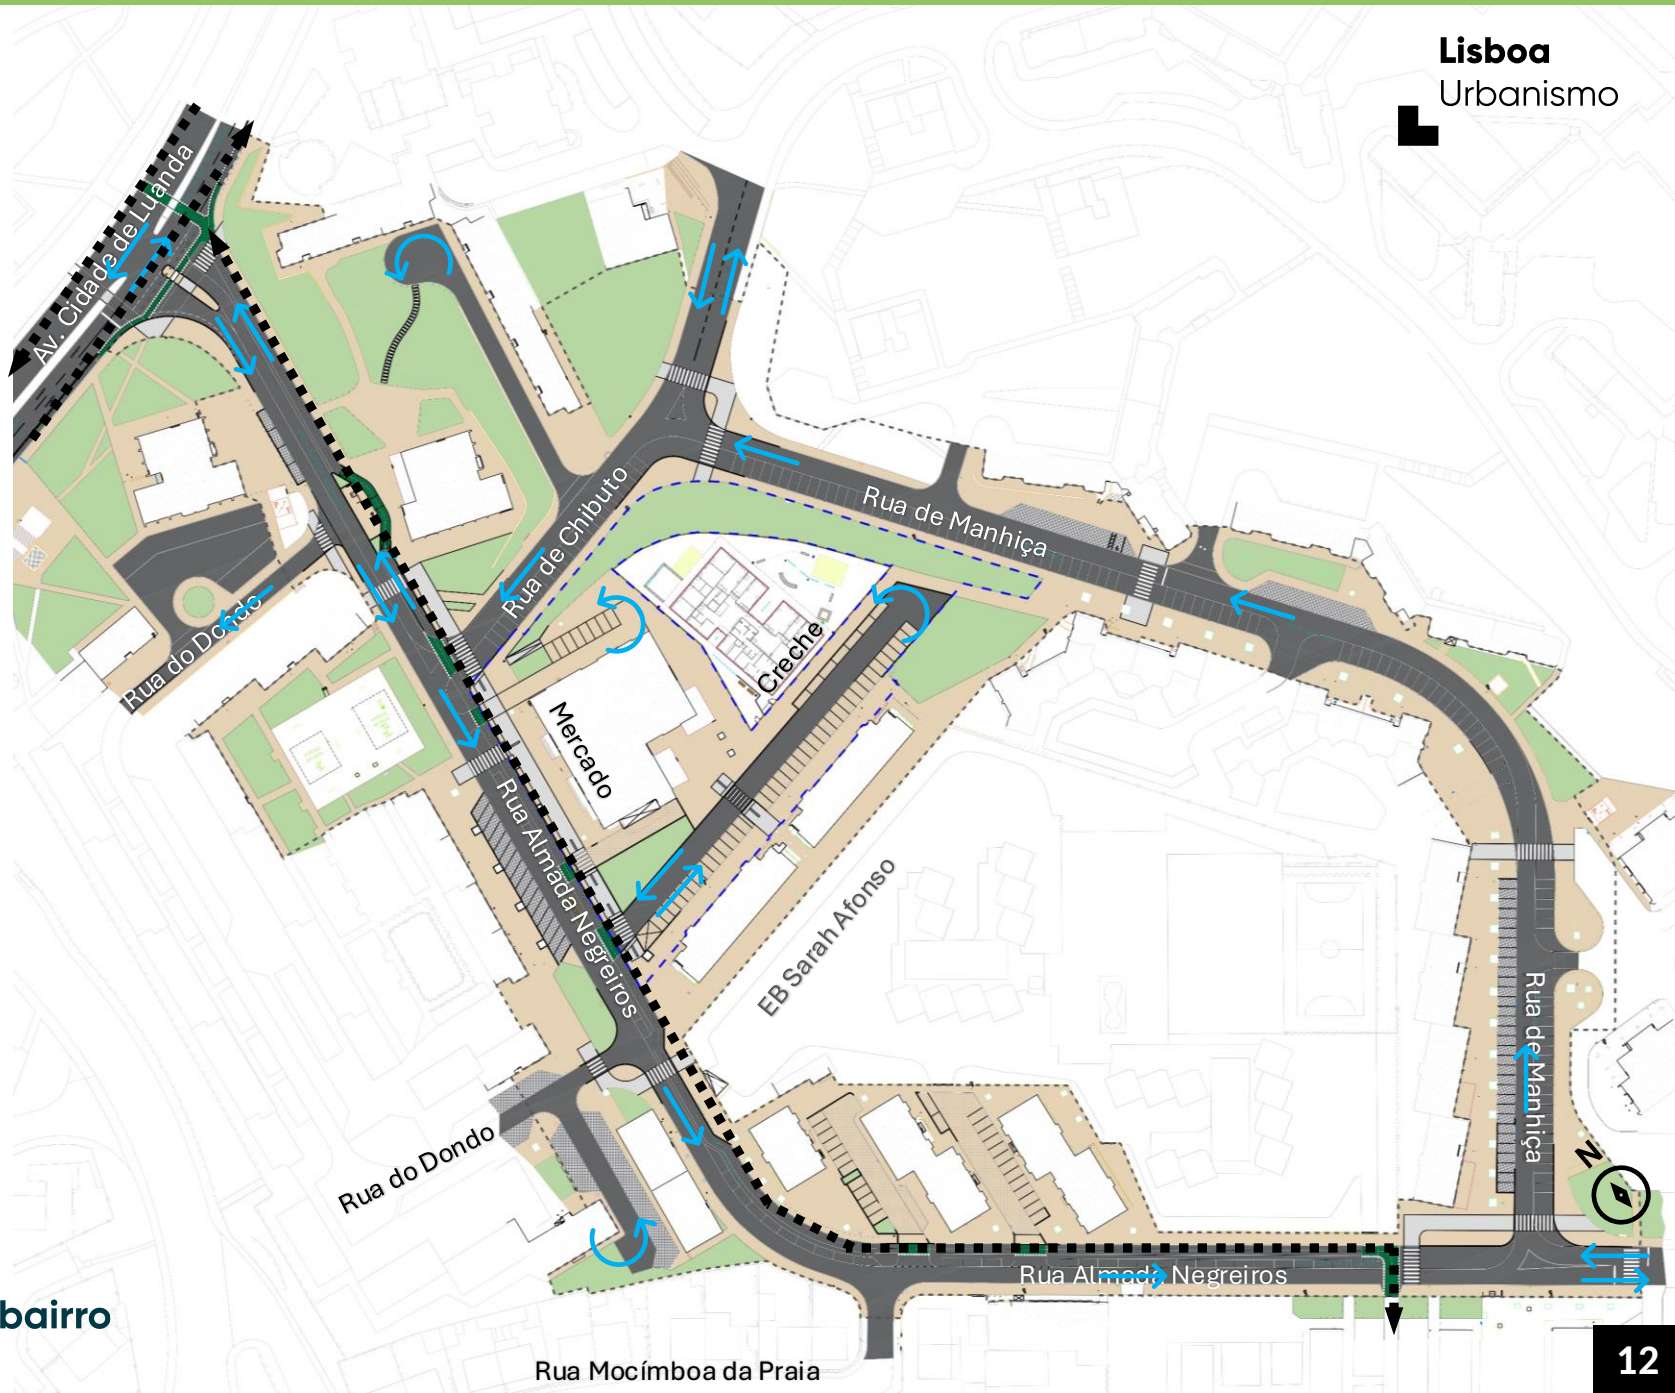 Lisboa
Urbanismo
Av. Cidade de Luanda
Rua de Chibuto
Rua de Manhiça
Rua do Dondo
Creche
Mercado
Rua Almada Negreiros
EB Sarah Afonso
Rua de Manhiça
Rua do Dondo
N
Rua Almada Negreiros
bairro
Rua Mocímboa da Praia
12